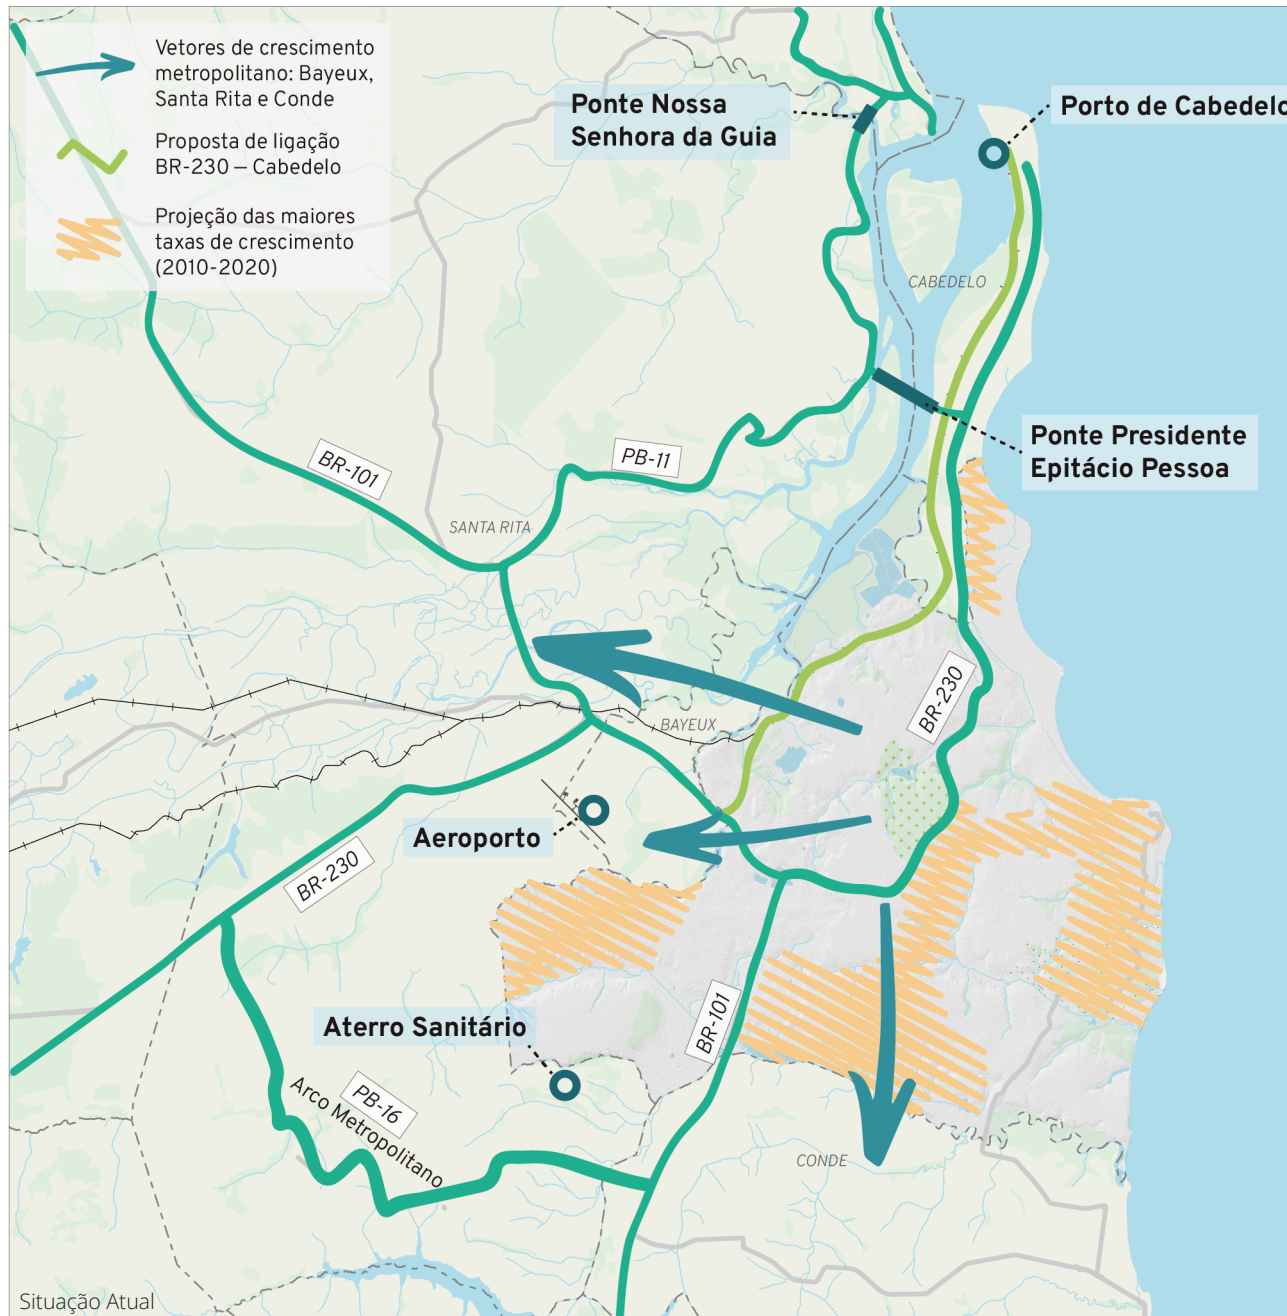 Vetores de crescimento
metropolitano: Bayeux,
Santa Rita e Conde
Proposta de ligação
BR-230 — Cabedelo
Projeção das maiores
taxas de crescimento
(2010-2020)
Ponte Nossa
Senhora da Guia
Porto de Cabedelo
CABEDELO
Ponte Presidente
Epitácio Pessoa
BR-101
PB-11
SANTA RITA
BR-230
BAYEUX
Aeroporto
BR-230
Aterro Sanitário
BR-101
PB-16
Arco Metropolitano
CONDE
Situação Atual